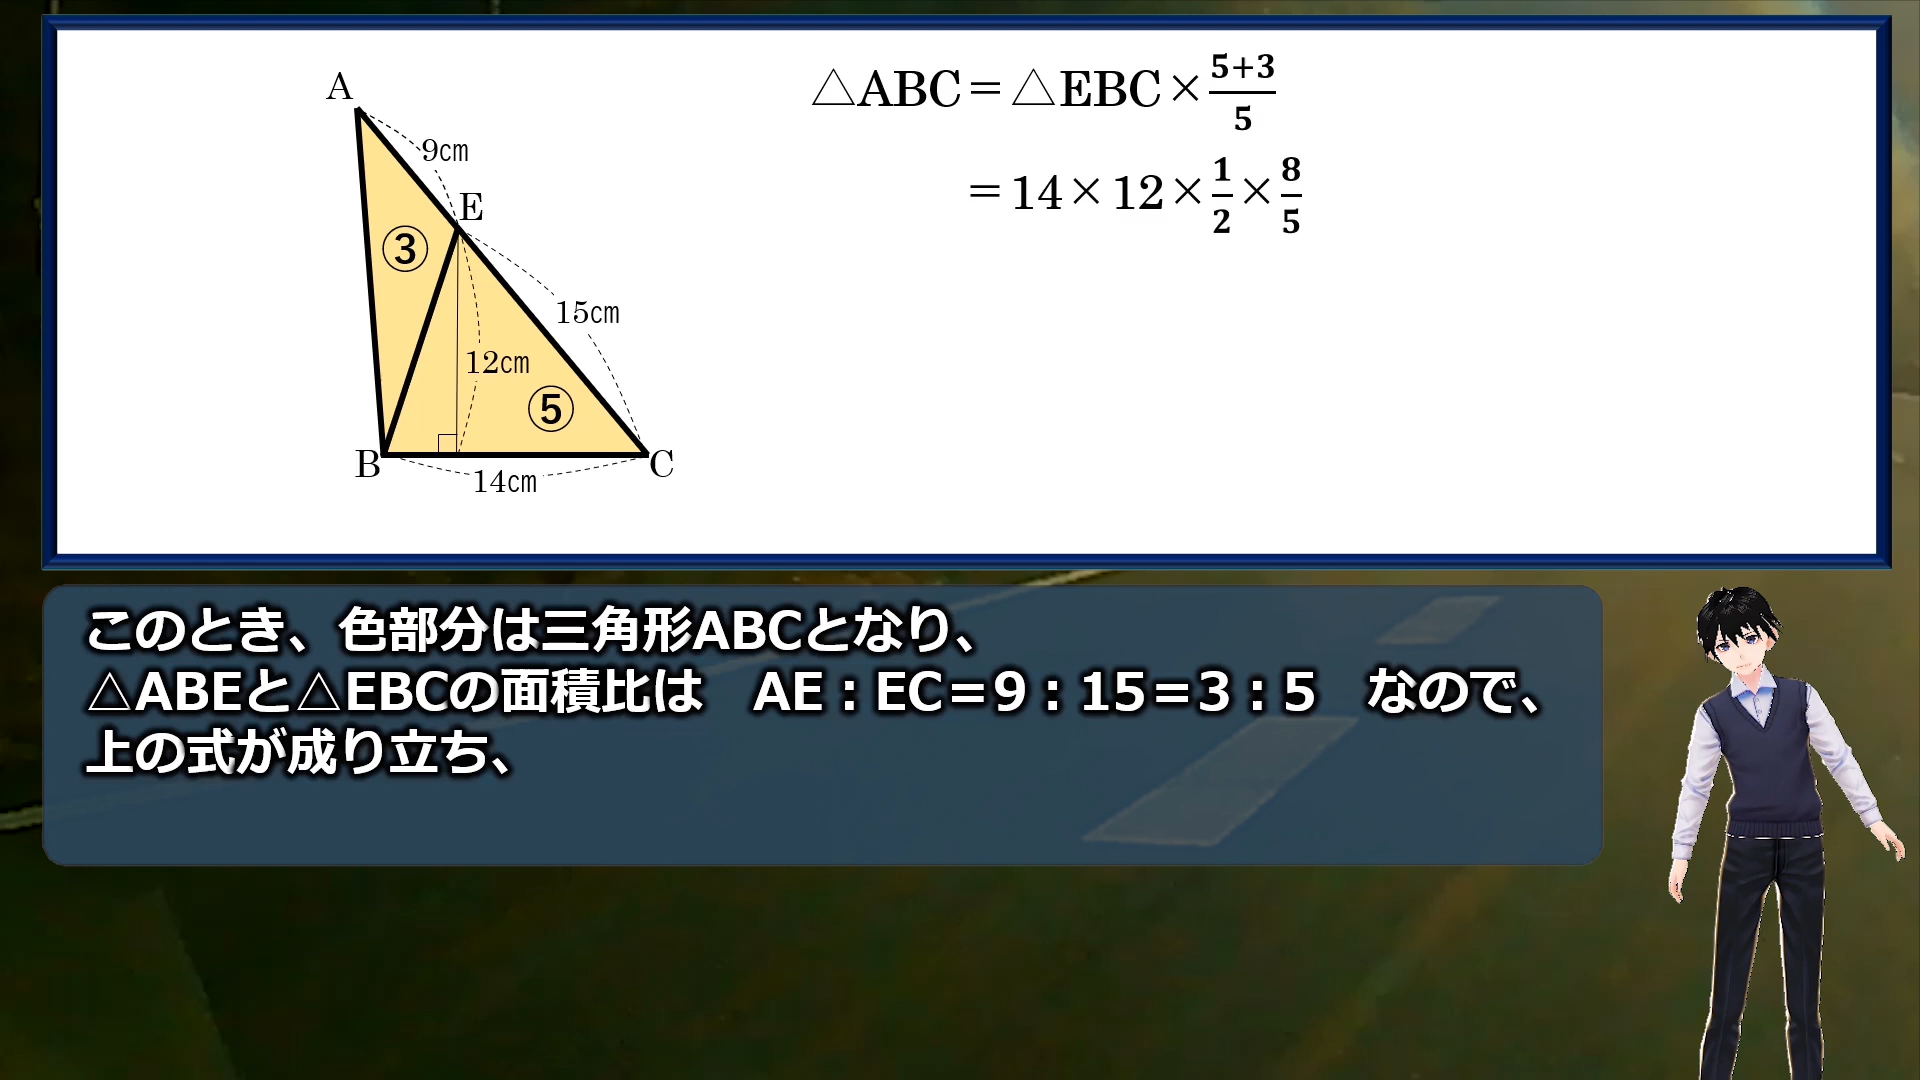 △ABC＝△EBC×5+3/5
＝14×12×1/2×8/5
A
9㎝
E
③
15㎝
12㎝
⑤
B
C
14㎝
このとき、色部分は三角形ABCとなり、
△ABEと△EBCの面積比は　AE：EC＝9：15＝3：5　なので、
上の式が成り立ち、